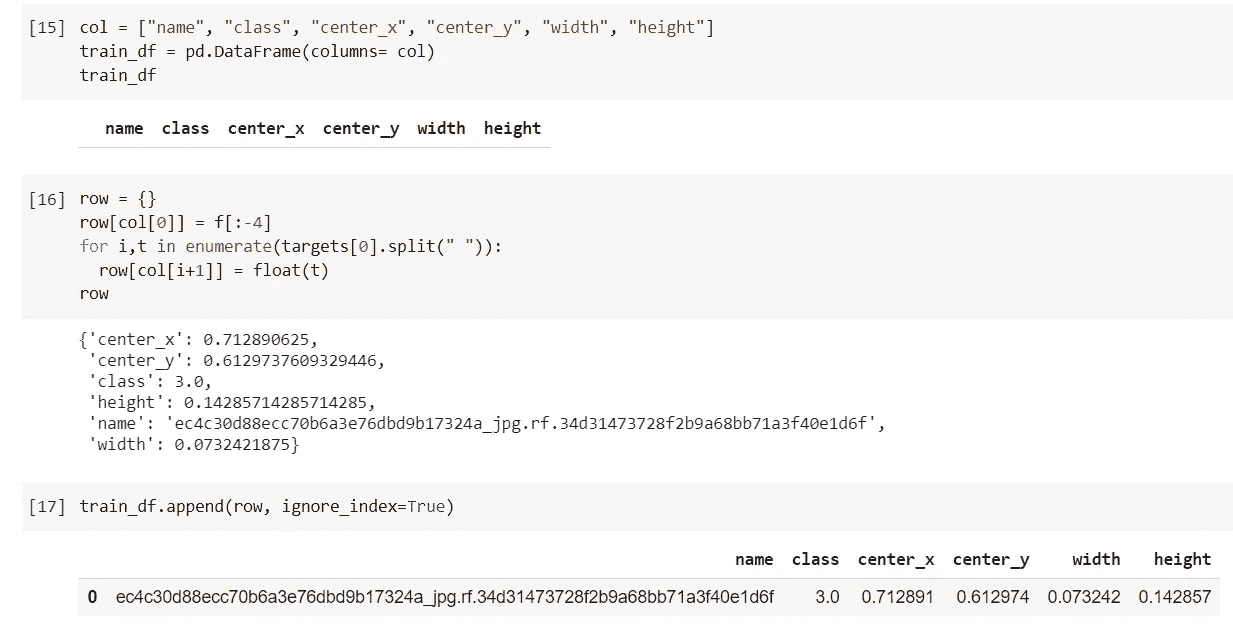 [15] col = ["name", "class", "center_x", "center_y", "width", "height"]
train_df = pd.DataFrame(columns= col)
train_df
name class center_x center_y width height
[16] row = {}
row[col[0]] = f[:-4]
for i,t in enumerate(targets[0].split(" ")):
  row[col[i+1]] = float(t)
row
{'center_x': 0.712890625,
 'center_y': 0.6129737609329446,
 'class': 3.0,
 'height': 0.14285714285714285,
 'name': 'ec4c30d88ecc70b6a3e76dbd9b17324a_jpg.rf.34d31473728f2b9a68bb71a3f40e1d6f',
 'width': 0.0732421875}
[17] train_df.append(row, ignore_index=True)
name class center_x center_y width height
0 ec4c30d88ecc70b6a3e76dbd9b17324a_jpg.rf.34d31473728f2b9a68bb71a3f40e1d6f 3.0 0.712891 0.612974 0.073242 0.142857